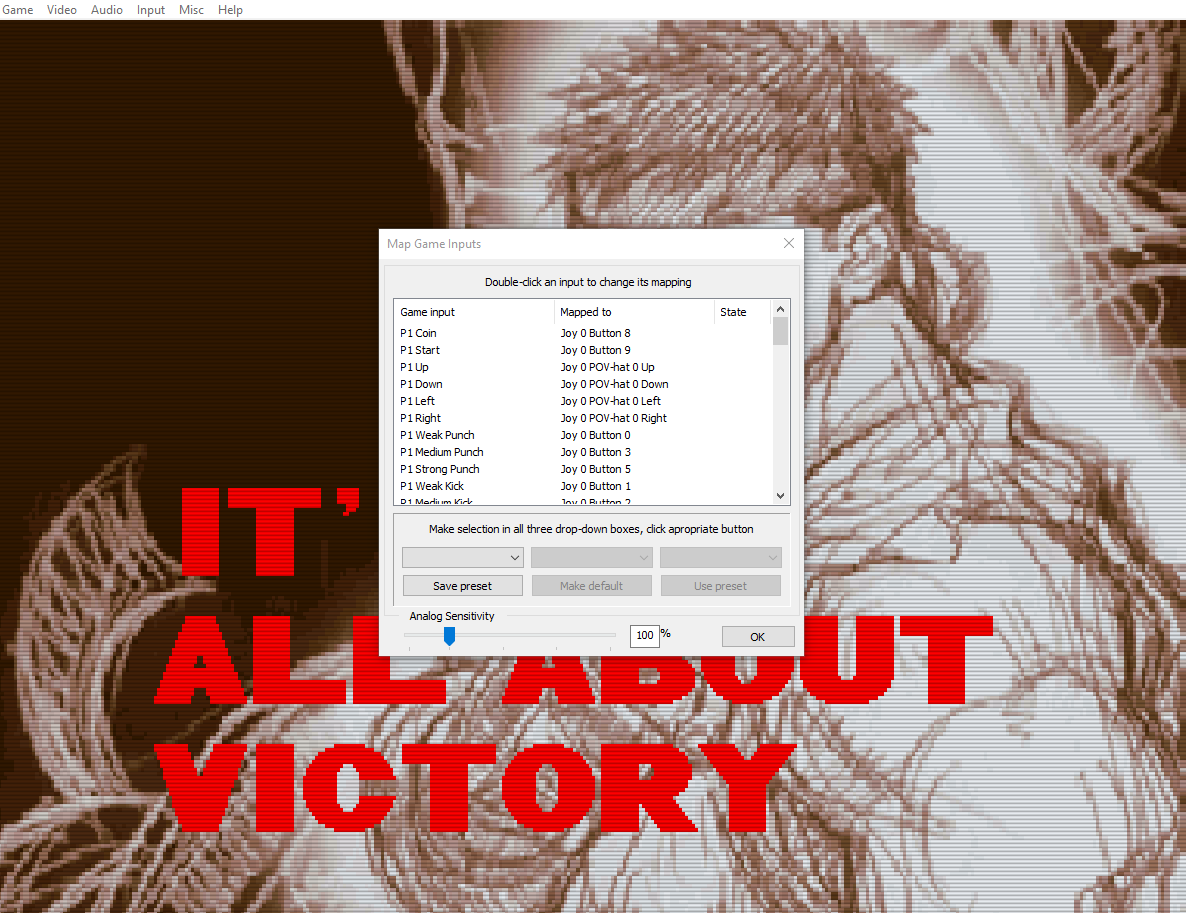 Game Video Audio Input Misc Help
Map Game Inputs
Double-click an input to change its mapping
Game input Mapped to State
P1 Coin Joy 0 Button 8
P1 Start Joy 0 Button 9
P1 Up Joy 0 POV-hat 0 Up
P1 Down Joy 0 POV-hat 0 Down
P1 Left Joy 0 POV-hat 0 Left
P1 Right Joy 0 POV-hat 0 Right
P1 Weak Punch Joy 0 Button 0
P1 Medium Punch Joy 0 Button 3
P1 Strong Punch Joy 0 Button 5
P1 Weak Kick Joy 0 Button 1
P1 Medium Kick Joy 0 Button 2
Make selection in all three drop-down boxes, click apropriate button
Save preset Make default Use preset
Analog Sensitivity
100 %
OK
IT'
ALL ABOUT
VICTORY